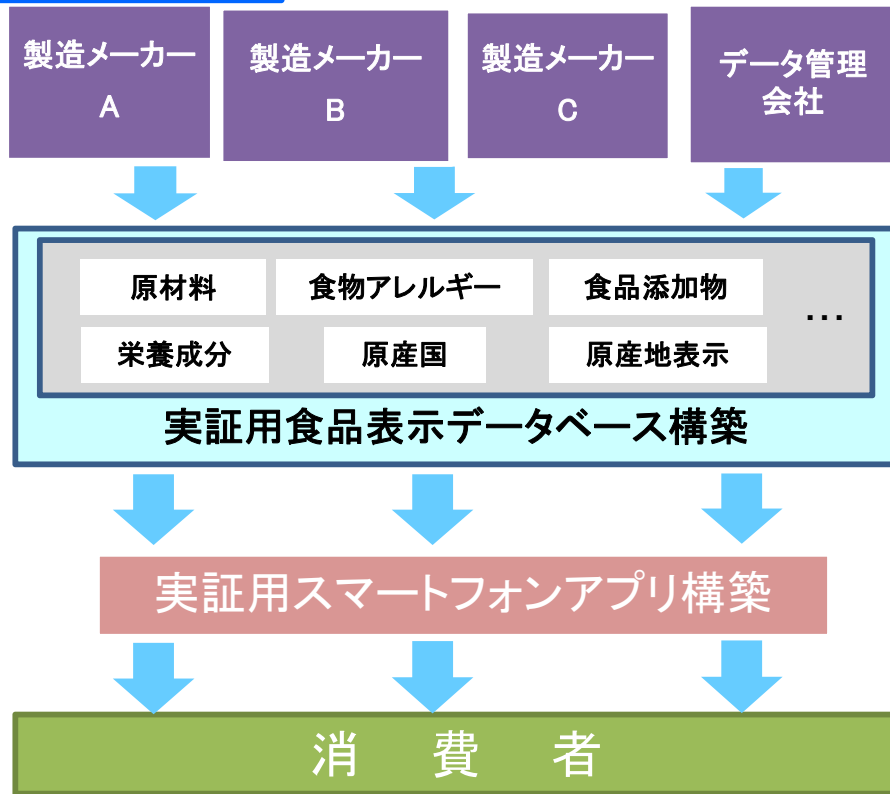 製造メーカー
A
製造メーカー
B
製造メーカー
C
データ管理
会社
原材料
食物アレルギー
食品添加物
…
栄養成分
原産国
原産地表示
実証用食品表示データベース構築
実証用スマートフォンアプリ構築
消 費 者